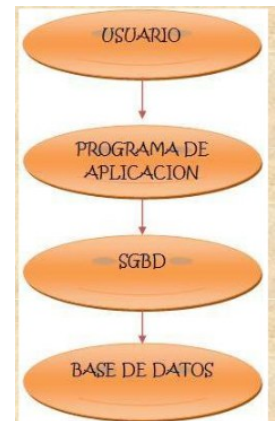 USUARIO
PROGRAMA DE
APLICACION
SGBD
BASE DE DATOS